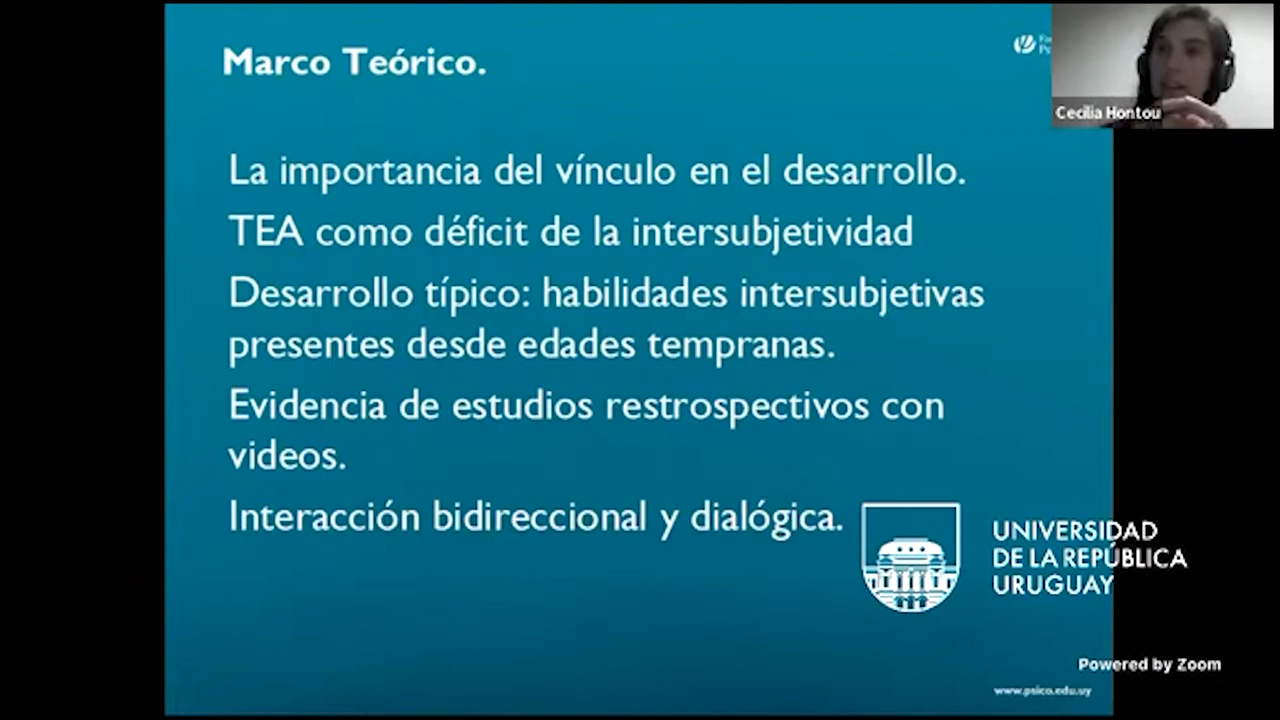 Marco Teórico.
Cecilia Hontou
La importancia del vínculo en el desarrollo.
TEA como déficit de la intersubjetividad
Desarrollo típico: habilidades intersubjetivas
presentes desde edades tempranas.
Evidencia de estudios restrospectivos con
videos.
Interacción bidireccional y dialógica.
UNIVERSIDAD
DE LA REPÚBLICA
URUGUAY
Powered by Zoom
www.psico.edu.uy